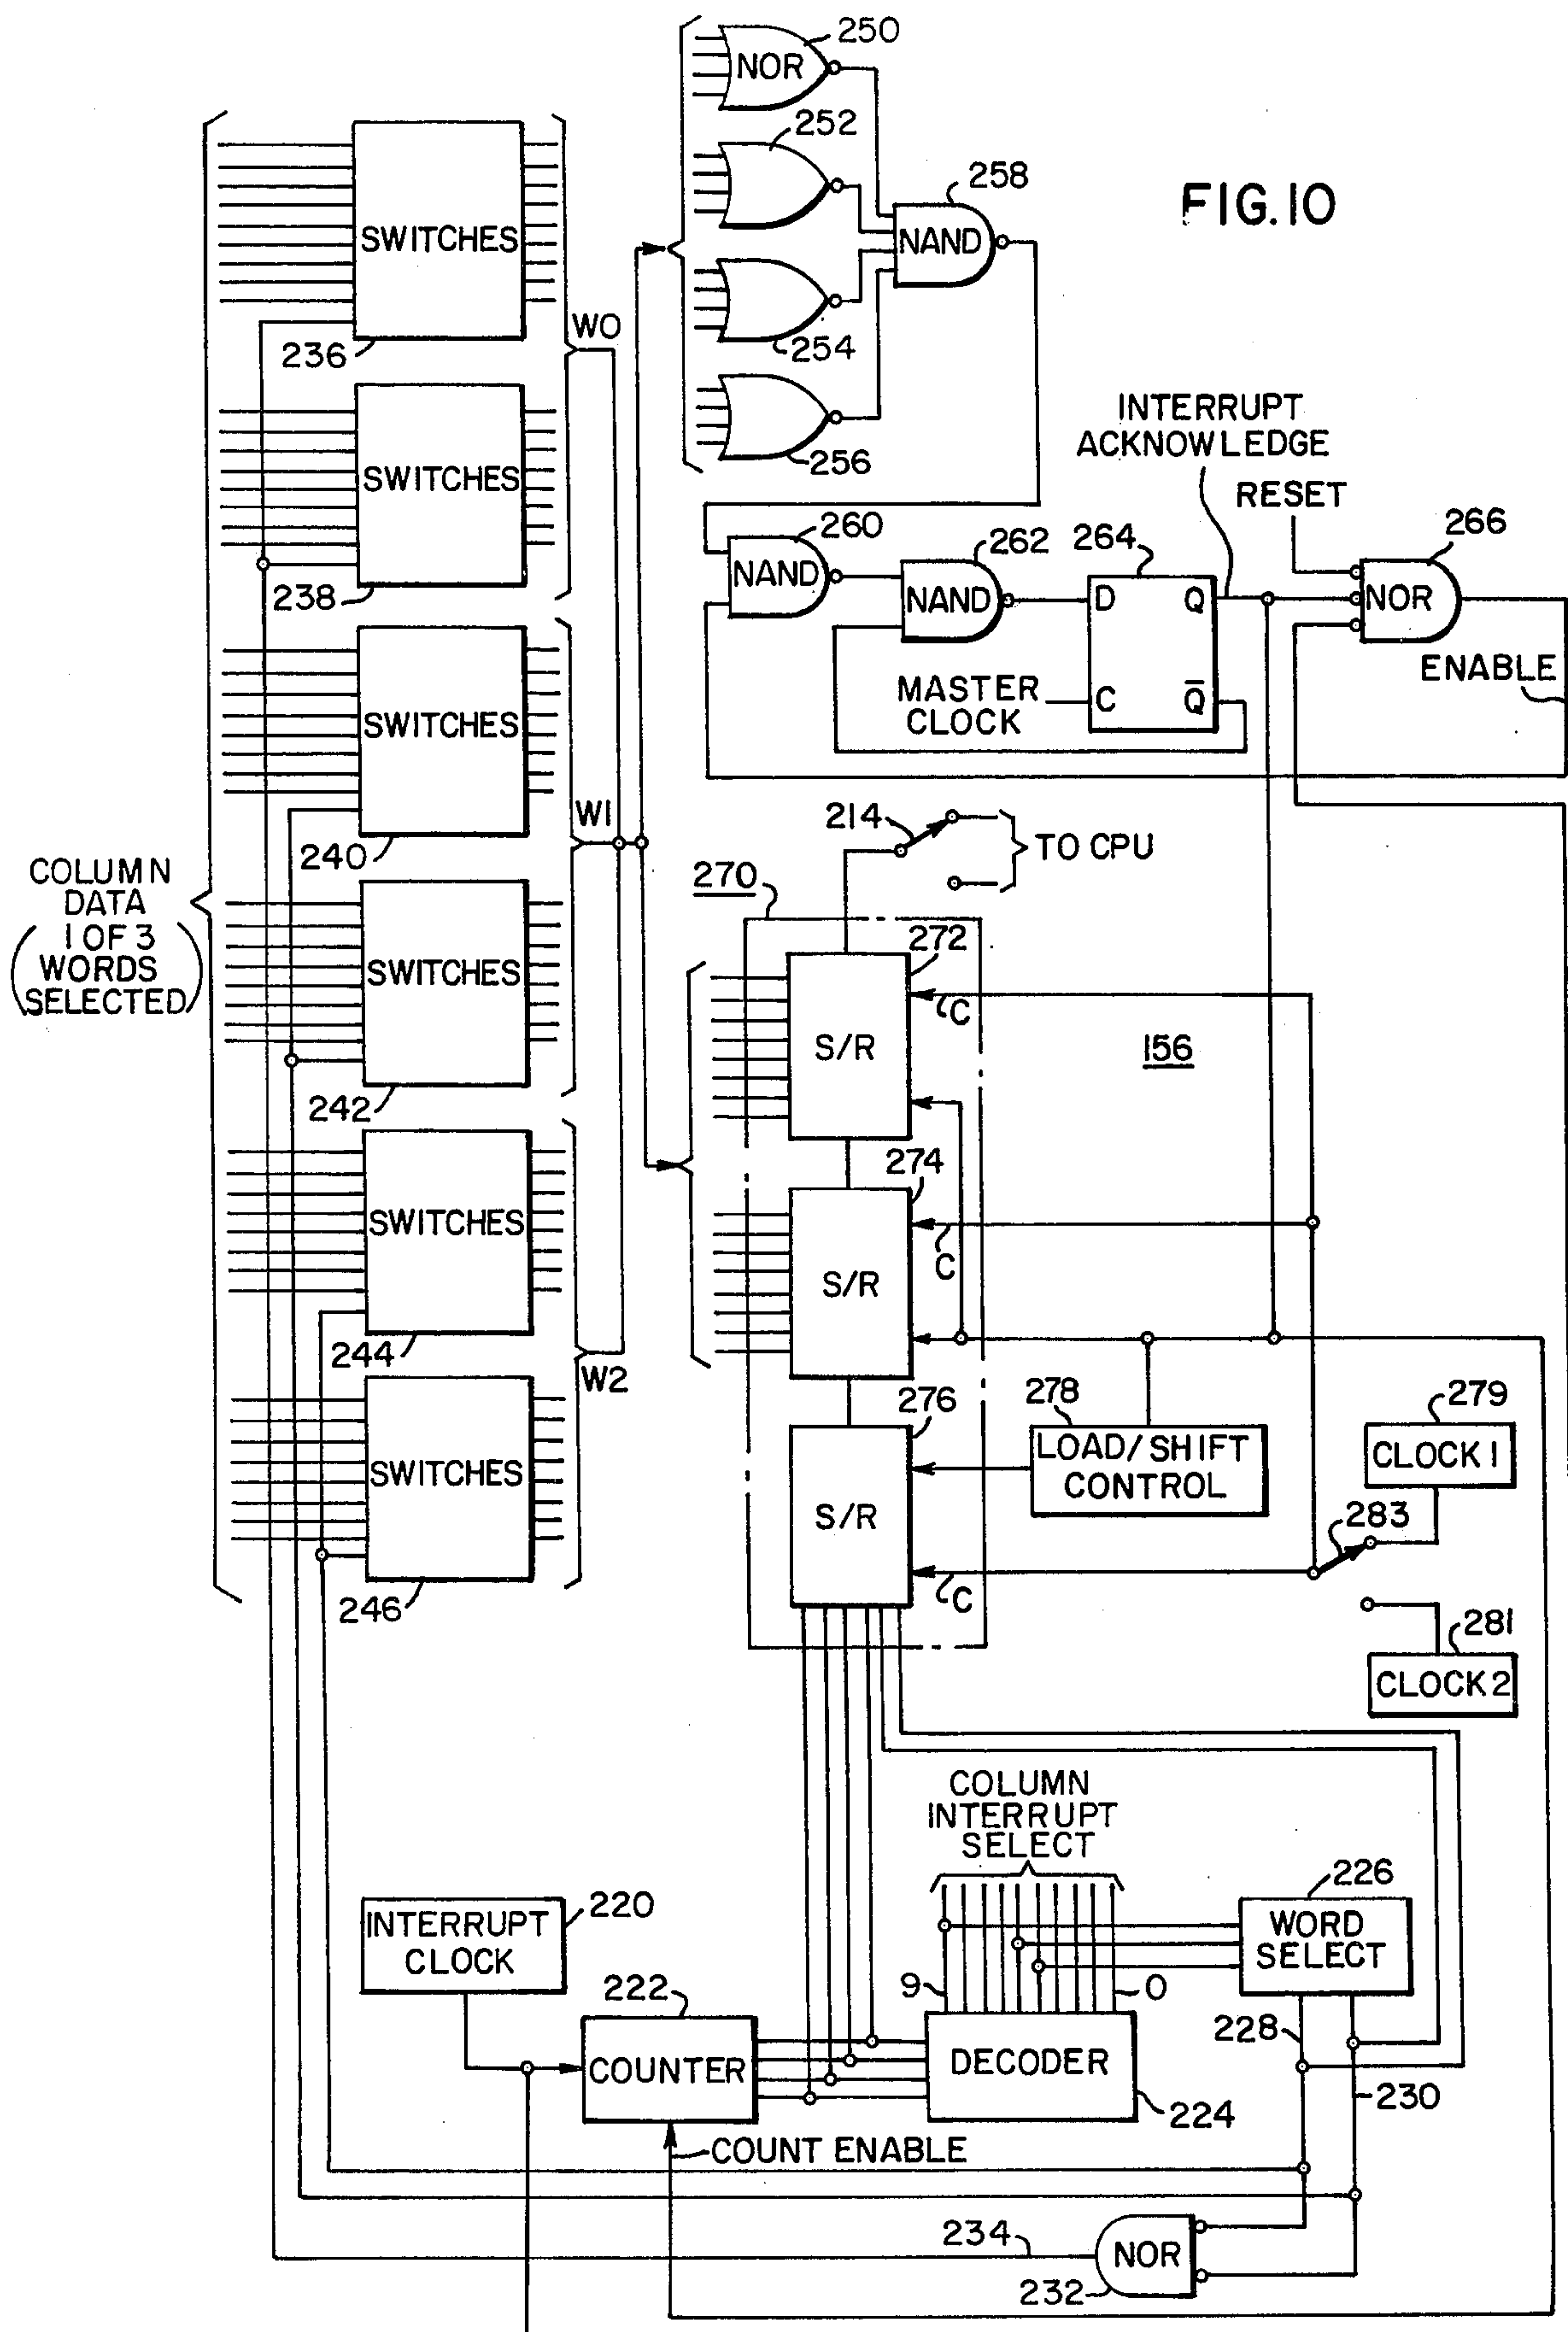 FIG. 10
250
NOR
252
258
NAND
254
256
SWITCHES
236
W0
SWITCHES
238
INTERRUPT
ACKNOWLEDGE
RESET
260
NAND
262
NAND
264
D Q
C Q̅
MASTER
CLOCK
266
NOR
ENABLE
SWITCHES
240
W1
214
TO CPU
COLUMN
DATA
(1 OF 3
WORDS
SELECTED)
SWITCHES
242
270
272
C
S/R
156
274
C
S/R
SWITCHES
244
W2
276
S/R
C
278
LOAD/SHIFT
CONTROL
279
CLOCK 1
283
281
CLOCK 2
SWITCHES
246
COLUMN
INTERRUPT
SELECT
220
INTERRUPT
CLOCK
222
COUNTER
9
0
DECODER
224
226
WORD
SELECT
228
230
COUNT ENABLE
234
NOR
232